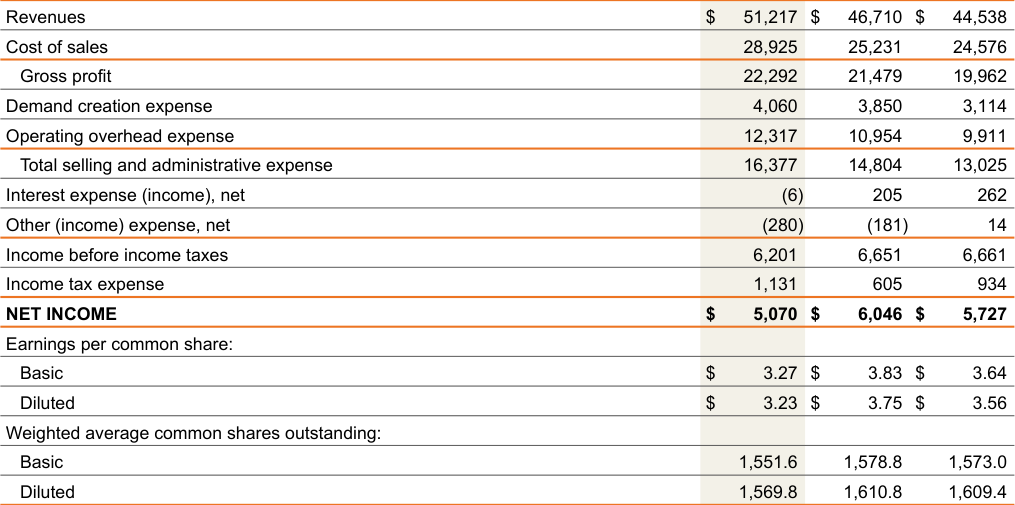 Revenues $ 51,217 $ 46,710 $ 44,538
Cost of sales 28,925 25,231 24,576
Gross profit 22,292 21,479 19,962
Demand creation expense 4,060 3,850 3,114
Operating overhead expense 12,317 10,954 9,911
Total selling and administrative expense 16,377 14,804 13,025
Interest expense (income), net (6) 205 262
Other (income) expense, net (280) (181) 14
Income before income taxes 6,201 6,651 6,661
Income tax expense 1,131 605 934
NET INCOME $ 5,070 $ 6,046 $ 5,727
Earnings per common share:
Basic $ 3.27 $ 3.83 $ 3.64
Diluted $ 3.23 $ 3.75 $ 3.56
Weighted average common shares outstanding:
Basic 1,551.6 1,578.8 1,573.0
Diluted 1,569.8 1,610.8 1,609.4